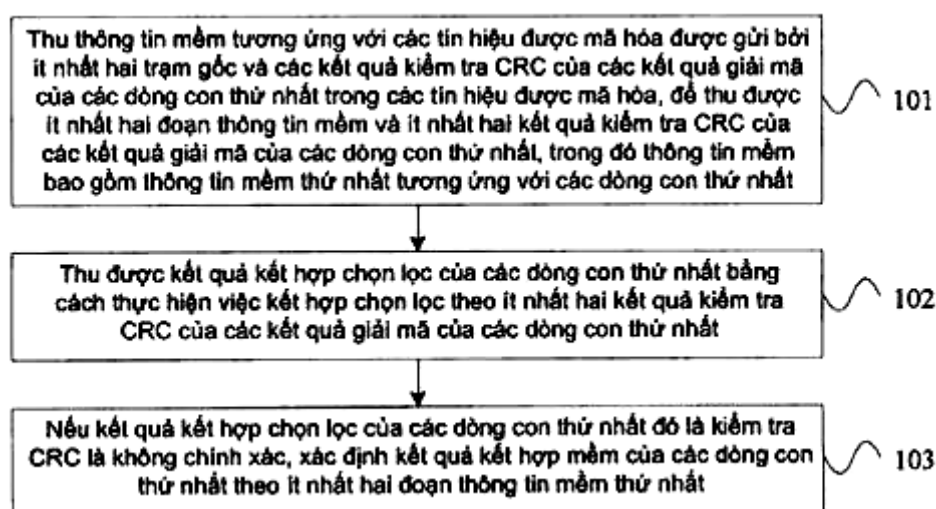 Thu thông tin mềm tương ứng với các tín hiệu được mã hóa được gửi bởi
ít nhất hai trạm gốc và các kết quả kiểm tra CRC của các kết quả giải mã
của các dòng con thứ nhất trong các tín hiệu được mã hóa, để thu được
ít nhất hai đoạn thông tin mềm và ít nhất hai kết quả kiểm tra CRC của
các kết quả giải mã của các dòng con thứ nhất, trong đó thông tin mềm
bao gồm thông tin mềm thứ nhất tương ứng với các dòng con thứ nhất
101
Thu được kết quả kết hợp chọn lọc của các dòng con thứ nhất bằng
cách thực hiện việc kết hợp chọn lọc theo ít nhất hai kết quả kiểm tra
CRC của các kết quả giải mã của các dòng con thứ nhất
102
Nếu kết quả kết hợp chọn lọc của các dòng con thứ nhất đó là kiểm tra
CRC là không chính xác, xác định kết quả kết hợp mềm của các dòng con
thứ nhất theo ít nhất hai đoạn thông tin mềm thứ nhất
103